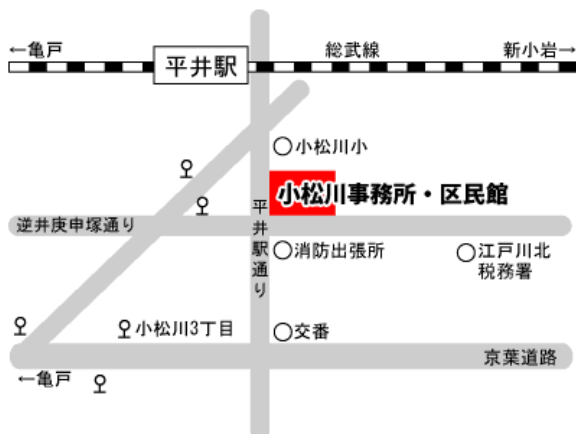 ←亀戸
総武線
新小岩→
平井駅
小松川小
小松川事務所・区民館
逆井庚申塚通り
平井駅通り
消防出張所
江戸川北
税務署
小松川3丁目
交番
京葉道路
←亀戸